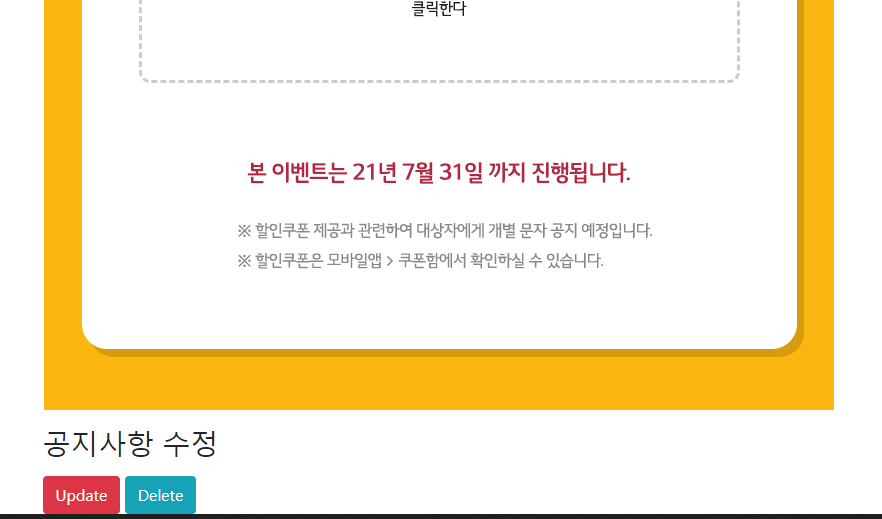 클릭한다
본 이벤트는 21년 7월 31일 까지 진행됩니다.
※ 할인쿠폰 제공과 관련하여 대상자에게 개별 문자 공지 예정입니다.
※ 할인쿠폰은 모바일앱 > 쿠폰함에서 확인하실 수 있습니다.
공지사항 수정
Update Delete